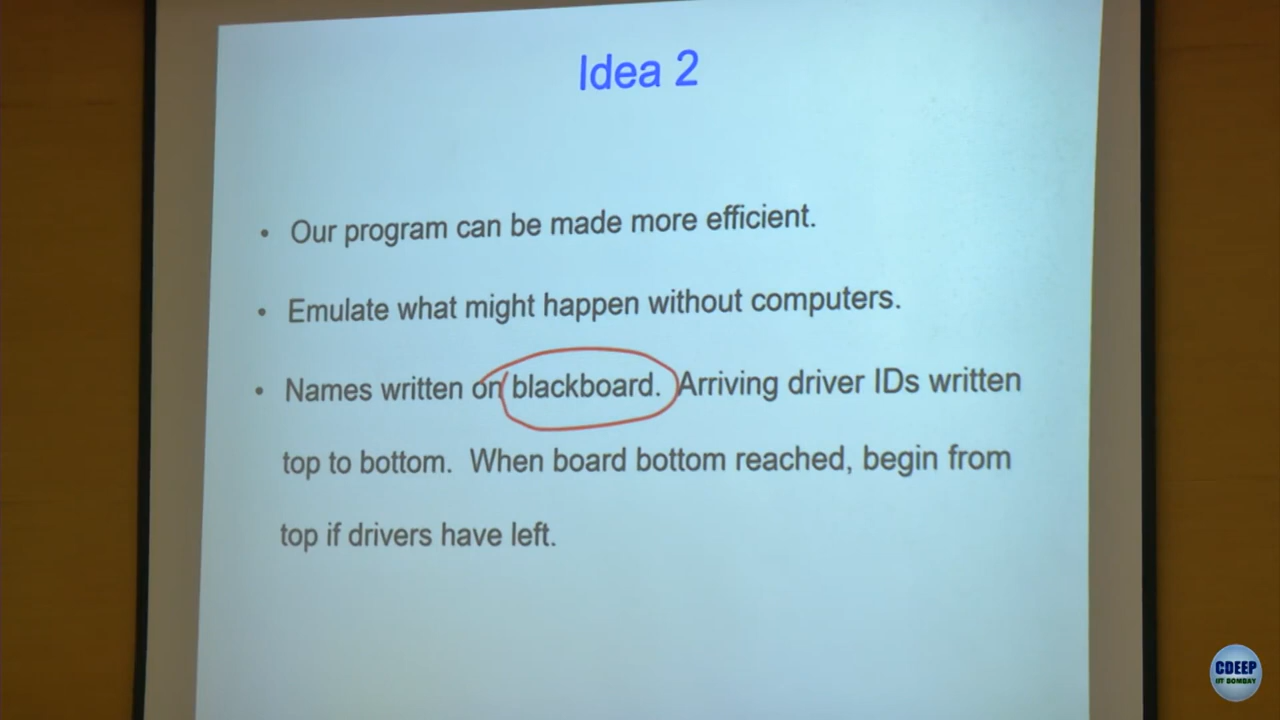 Idea 2
• Our program can be made more efficient.
• Emulate what might happen without computers.
• Names written on blackboard. Arriving driver IDs written
top to bottom. When board bottom reached, begin from
top if drivers have left.
CDEEP
IIT BOMBAY